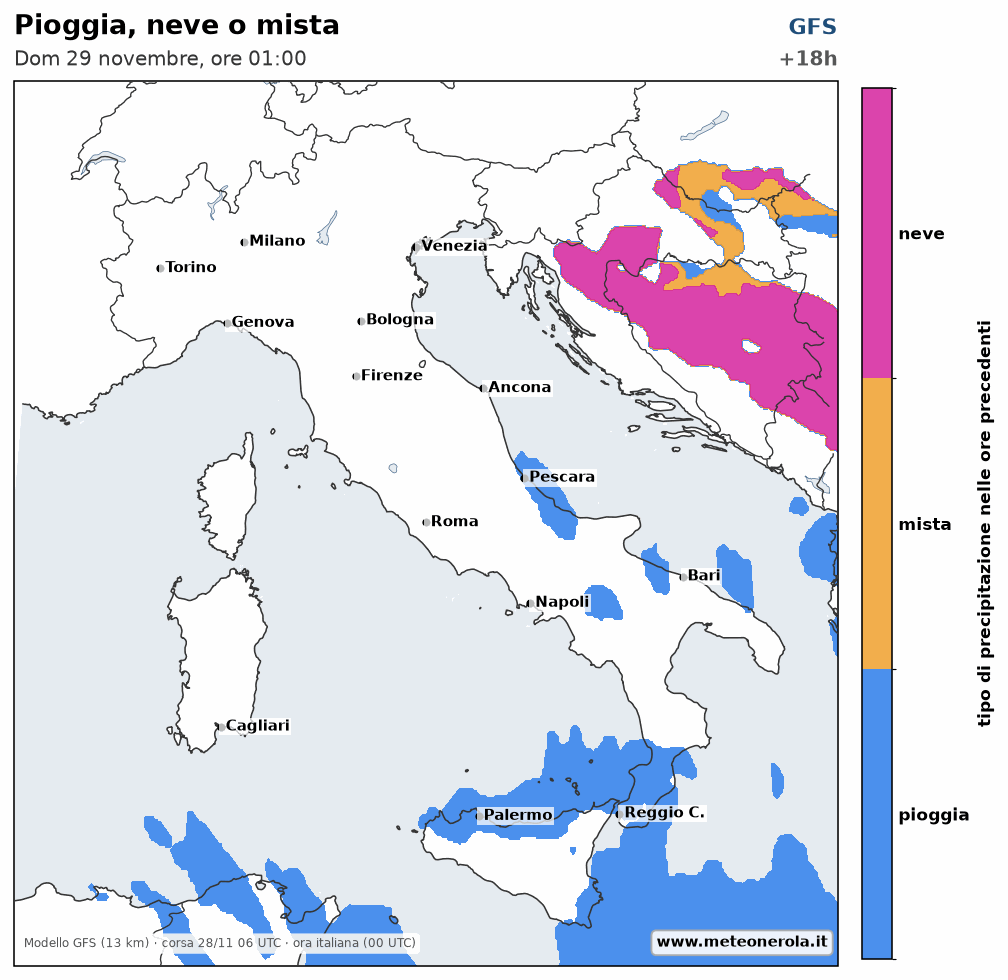 Pioggia, neve o mista
GFS
Dom 29 novembre, ore 01:00
+18h
Milano
Venezia
Torino
Genova
Bologna
Firenze
Ancona
Pescara
Roma
Bari
Napoli
Cagliari
Palermo
Reggio C.
neve
mista
pioggia
tipo di precipitazione nelle ore precedenti
Modello GFS (13 km) · corsa 28/11 06 UTC · ora italiana (00 UTC)
www.meteonerola.it